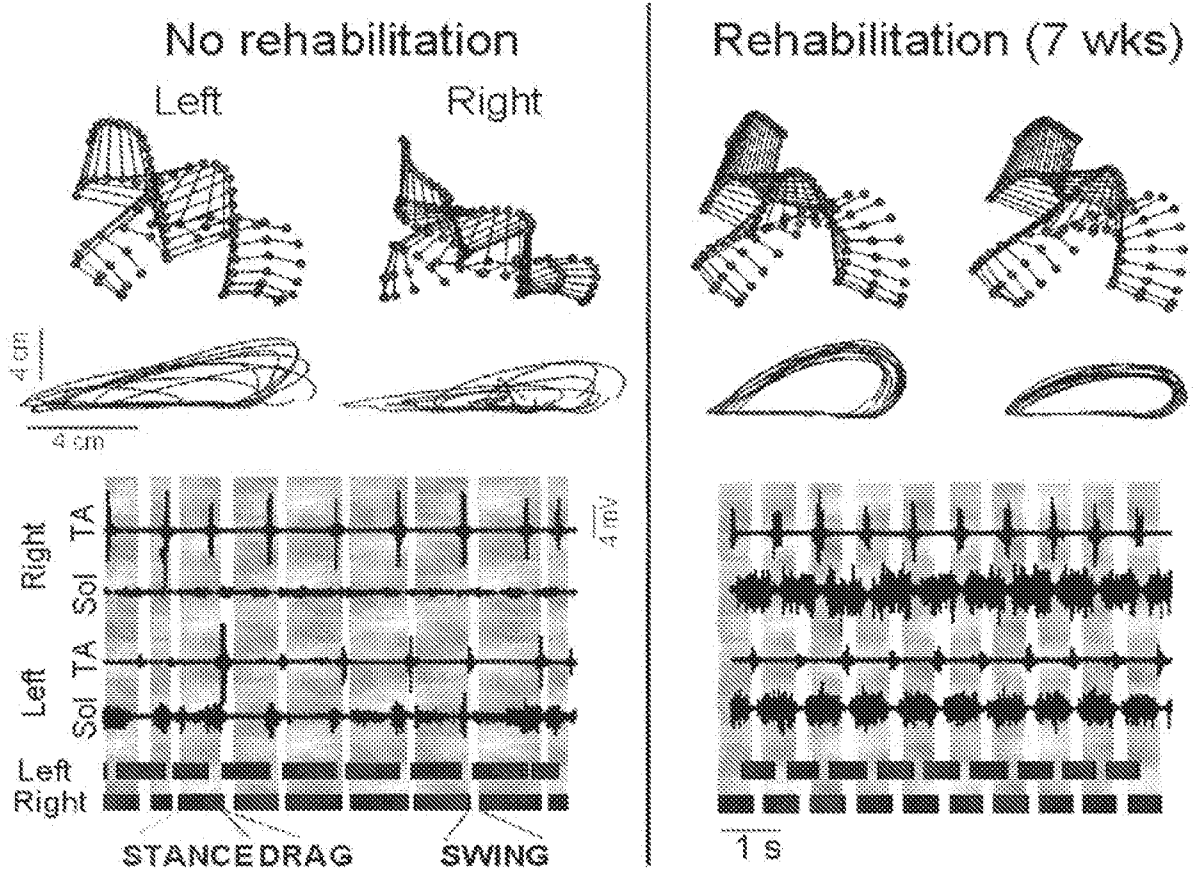 No rehabilitation
Rehabilitation (7 wks)
Left
Right
4 cm
4 cm
Right
TA
Sol
4 mV
Left
TA
Sol
Left
Right
STANCE DRAG
SWING
1 s